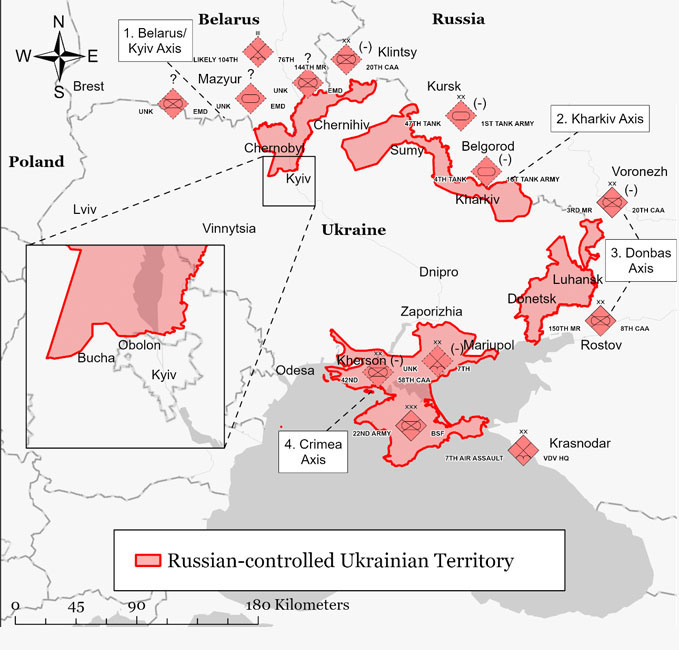 Belarus
Russia
1. Belarus/
Kyiv Axis
N
W
E
S
Brest
III
LIKELY 104TH
76TH
?
144TH MR
XX
(-)
Klintsy
20TH CAA
?
UNK
EMD
Mazyur
?
UNK
EMD
UNK
EMD
Kursk
XX
(-)
47TH TANK
1ST TANK ARMY
2. Kharkiv Axis
Chernihiv
Chernobyl
Sumy
Belgorod
(-)
4TH TANK
1ST TANK ARMY
Kyiv
Kharkiv
Poland
Voronezh
XX
(-)
3RD MR
20TH CAA
Lviv
Vinnytsia
Ukraine
3. Donbas
Axis
Dnipro
Luhansk
Donetsk
XX
150TH MR
8TH CAA
Rostov
Zaporizhia
Obolon
Bucha
Kyiv
Odesa
Kherson
XX
(-)
42ND
58TH CAA
XX
(-)
UNK
7TH
Mariupol
4. Crimea
Axis
XXX
22ND ARMY
BSF
XX
Krasnodar
7TH AIR ASSAULT
VDV HQ
Russian-controlled Ukrainian Territory
0 45 90 180 Kilometers